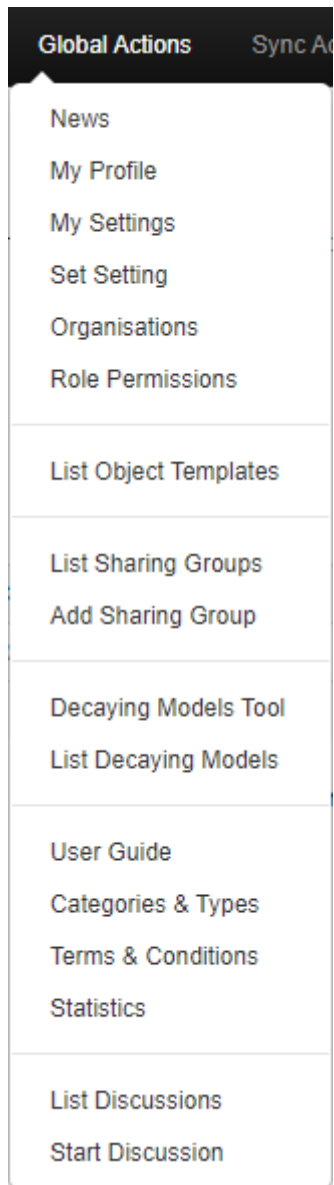 Global Actions Sync Ac
News
My Profile
My Settings
Set Setting
Organisations
Role Permissions
List Object Templates
List Sharing Groups
Add Sharing Group
Decaying Models Tool
List Decaying Models
User Guide
Categories & Types
Terms & Conditions
Statistics
List Discussions
Start Discussion